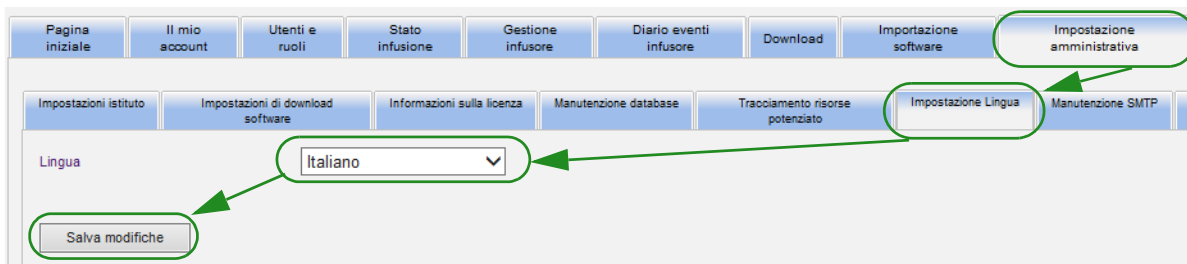 Pagina iniziale
Il mio account
Utenti e ruoli
Stato infusione
Gestione infusore
Diario eventi infusore
Download
Importazione software
Impostazione amministrativa
Impostazioni istituto
Impostazioni di download software
Informazioni sulla licenza
Manutenzione database
Tracciamento risorse potenziato
Impostazione Lingua
Manutenzione SMTP
Lingua
Italiano
Salva modifiche